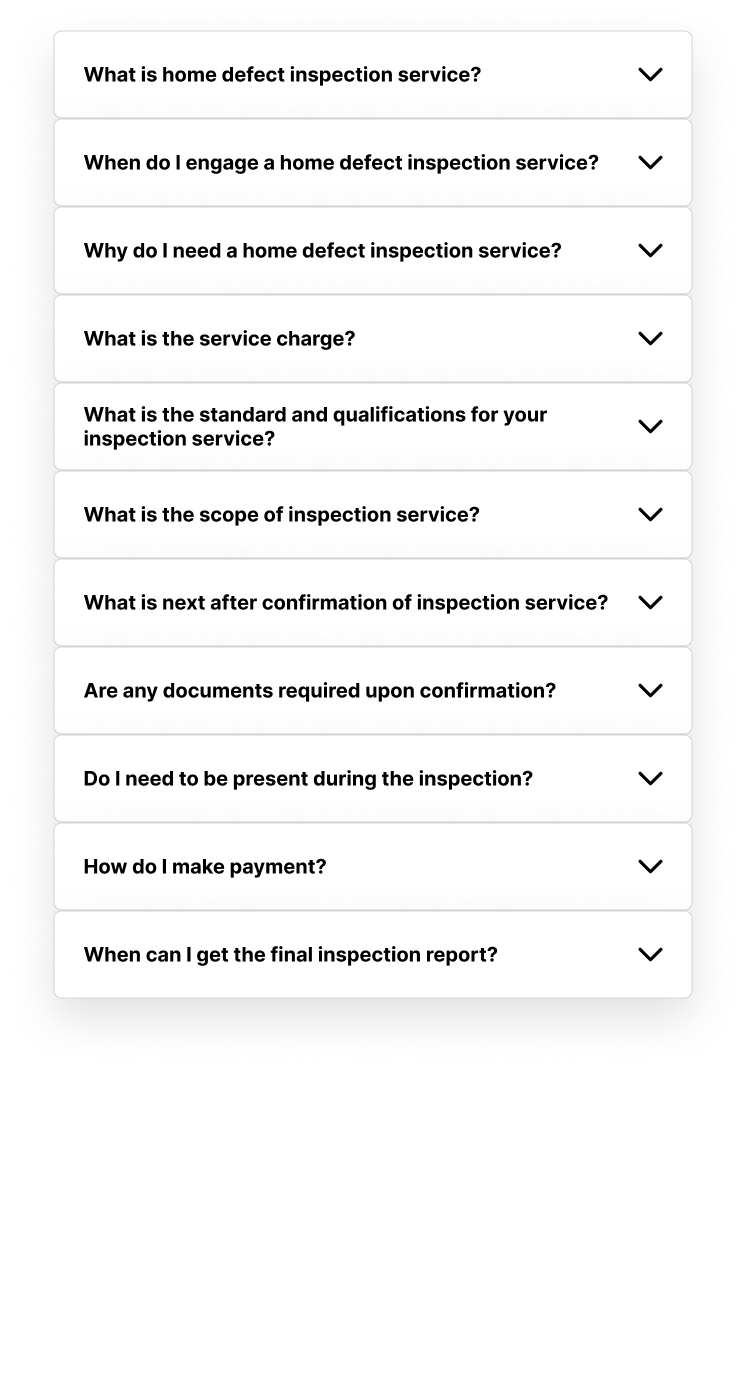 What is home defect inspection service?
When do I engage a home defect inspection service?
Why do I need a home defect inspection service?
What is the service charge?
What is the standard and qualifications for your
inspection service?
What is the scope of inspection service?
What is next after confirmation of inspection service?
Are any documents required upon confirmation?
Do I need to be present during the inspection?
How do I make payment?
When can I get the final inspection report?